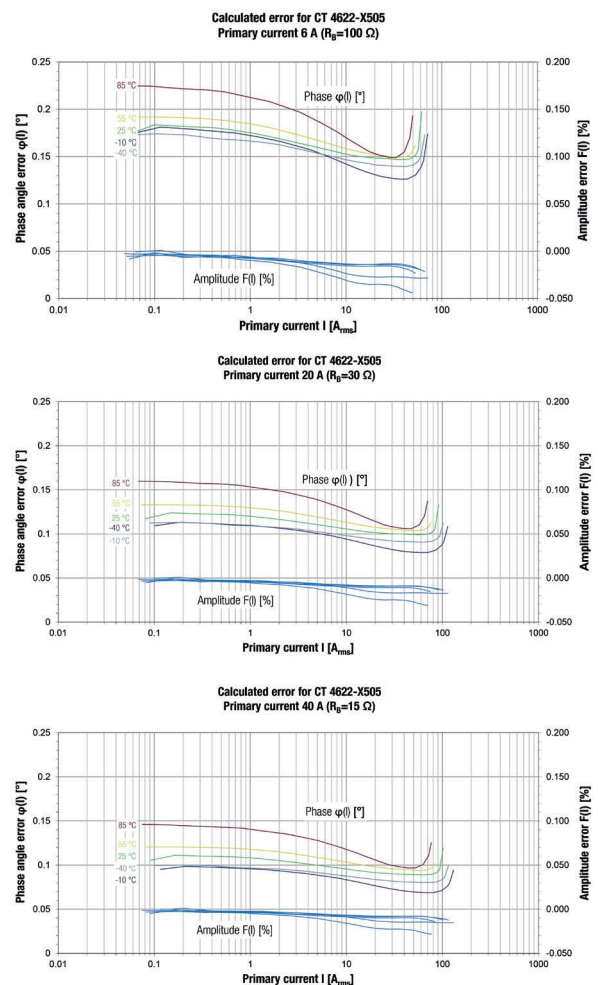 Calculated error for CT 4622-X505
Primary current 6 A (RB=100 Ω)
Phase angle error φ(I) [°]
0.25
0.2
0.15
0.1
0.05
0
85 °C
55 °C
25 °C
-10 °C
-40 °C
Phase φ(I) [°]
Amplitude F(I) [%]
0.200
0.150
0.100
0.050
0.000
-0.050
Amplitude error F(I) [%]
0.01 0.1 1 10 100 1000
Primary current I [Arms]
Calculated error for CT 4622-X505
Primary current 20 A (RB=30 Ω)
Phase angle error φ(I) [°]
0.25
0.2
0.15
0.1
0.05
0
85 °C
55 °C
25 °C
-40 °C
-10 °C
Phase φ(I) ) [°]
Amplitude F(I) [%]
0.200
0.150
0.100
0.050
0.000
-0.050
Amplitude error F(I) [%]
0.01 0.1 1 10 100 1000
Primary current I [Arms]
Calculated error for CT 4622-X505
Primary current 40 A (RB=15 Ω)
Phase angle error φ(I) [°]
0.25
0.2
0.15
0.1
0.05
0
85 °C
55 °C
25 °C
-40 °C
-10 °C
Phase φ(I) [°]
Amplitude F(I) [%]
0.200
0.150
0.100
0.050
0.000
-0.050
Amplitude error F(I) [%]
0.01 0.1 1 10 100 1000
Primary current I [Arms]